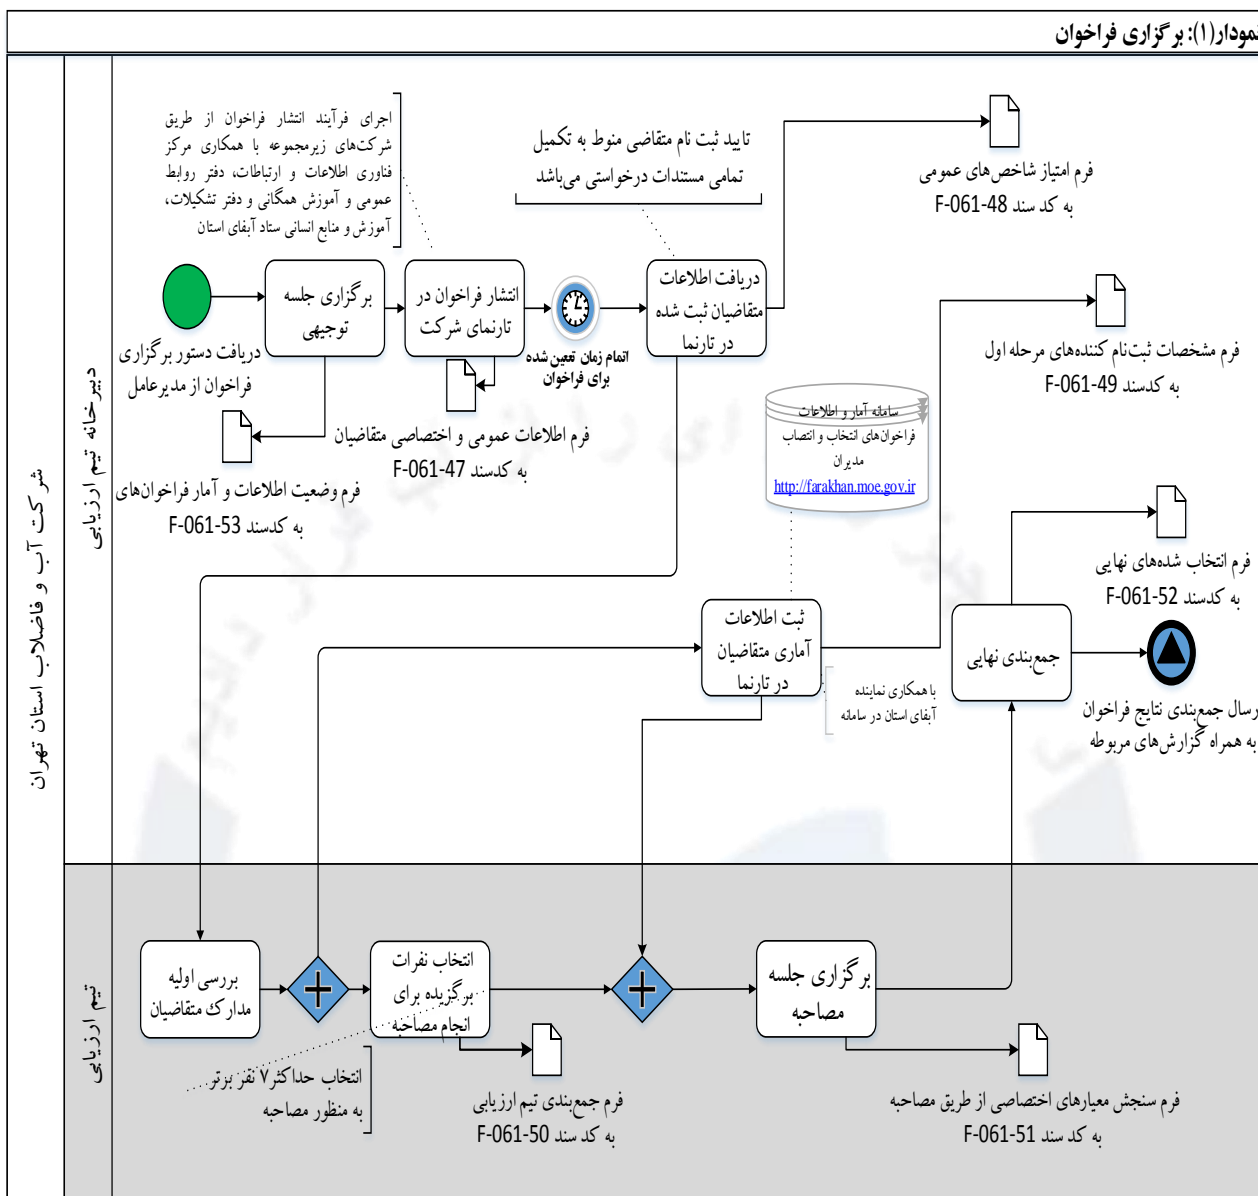 نمودار(۱): برگزاری فراخوان
شرکت آب و فاضلاب استان تهران
دبیرخانه تیم ارزیابی
اجرای فرآیند انتشار فراخوان از طریق
شرکت‌های زیرمجموعه با همکاری مرکز
فناوری اطلاعات و ارتباطات، دفتر روابط
عمومی و آموزش همگانی و دفتر تشکیلات،
آموزش و منابع انسانی ستاد آبفای استان
تایید ثبت نام متقاضی منوط به تکمیل
تمامی مستندات درخواستی می‌باشد
فرم امتیاز شاخص‌های عمومی
به کد سند F-061-48
دریافت دستور برگزاری
فراخوان از مدیرعامل
برگزاری جلسه
توجیهی
انتشار فراخوان در
تارنمای شرکت
اتمام زمان تعیین شده
برای فراخوان
دریافت اطلاعات
متقاضیان ثبت شده
در تارنما
فرم مشخصات ثبت‌نام کننده‌های مرحله اول
به کدسند F-061-49
فرم اطلاعات عمومی و اختصاصی متقاضیان
به کدسند F-061-47
فرم وضعیت اطلاعات و آمار فراخوان‌های
به کدسند F-061-53
سامانه آمار و اطلاعات
فراخوان‌های انتخاب و انتصاب
مدیران
http://farakhan.moe.gov.ir
فرم انتخاب شده‌های نهایی
به کدسند F-061-52
ثبت اطلاعات
آماری متقاضیان
در تارنما
با همکاری نماینده
آبفای استان در سامانه
جمع‌بندی نهایی
رسال جمع‌بندی نتایج فراخوان
به همراه گزارش‌های مربوطه
تیم ارزیابی
بررسی اولیه
مدارک متقاضیان
انتخاب نفرات
برگزیده برای
انجام مصاحبه
برگزاری جلسه
مصاحبه
انتخاب حداکثر۷ نفر برتر
به منظور مصاحبه
فرم جمع‌بندی تیم ارزیابی
به کد سند F-061-50
فرم سنجش معیارهای اختصاصی از طریق مصاحبه
به کد سند F-061-51